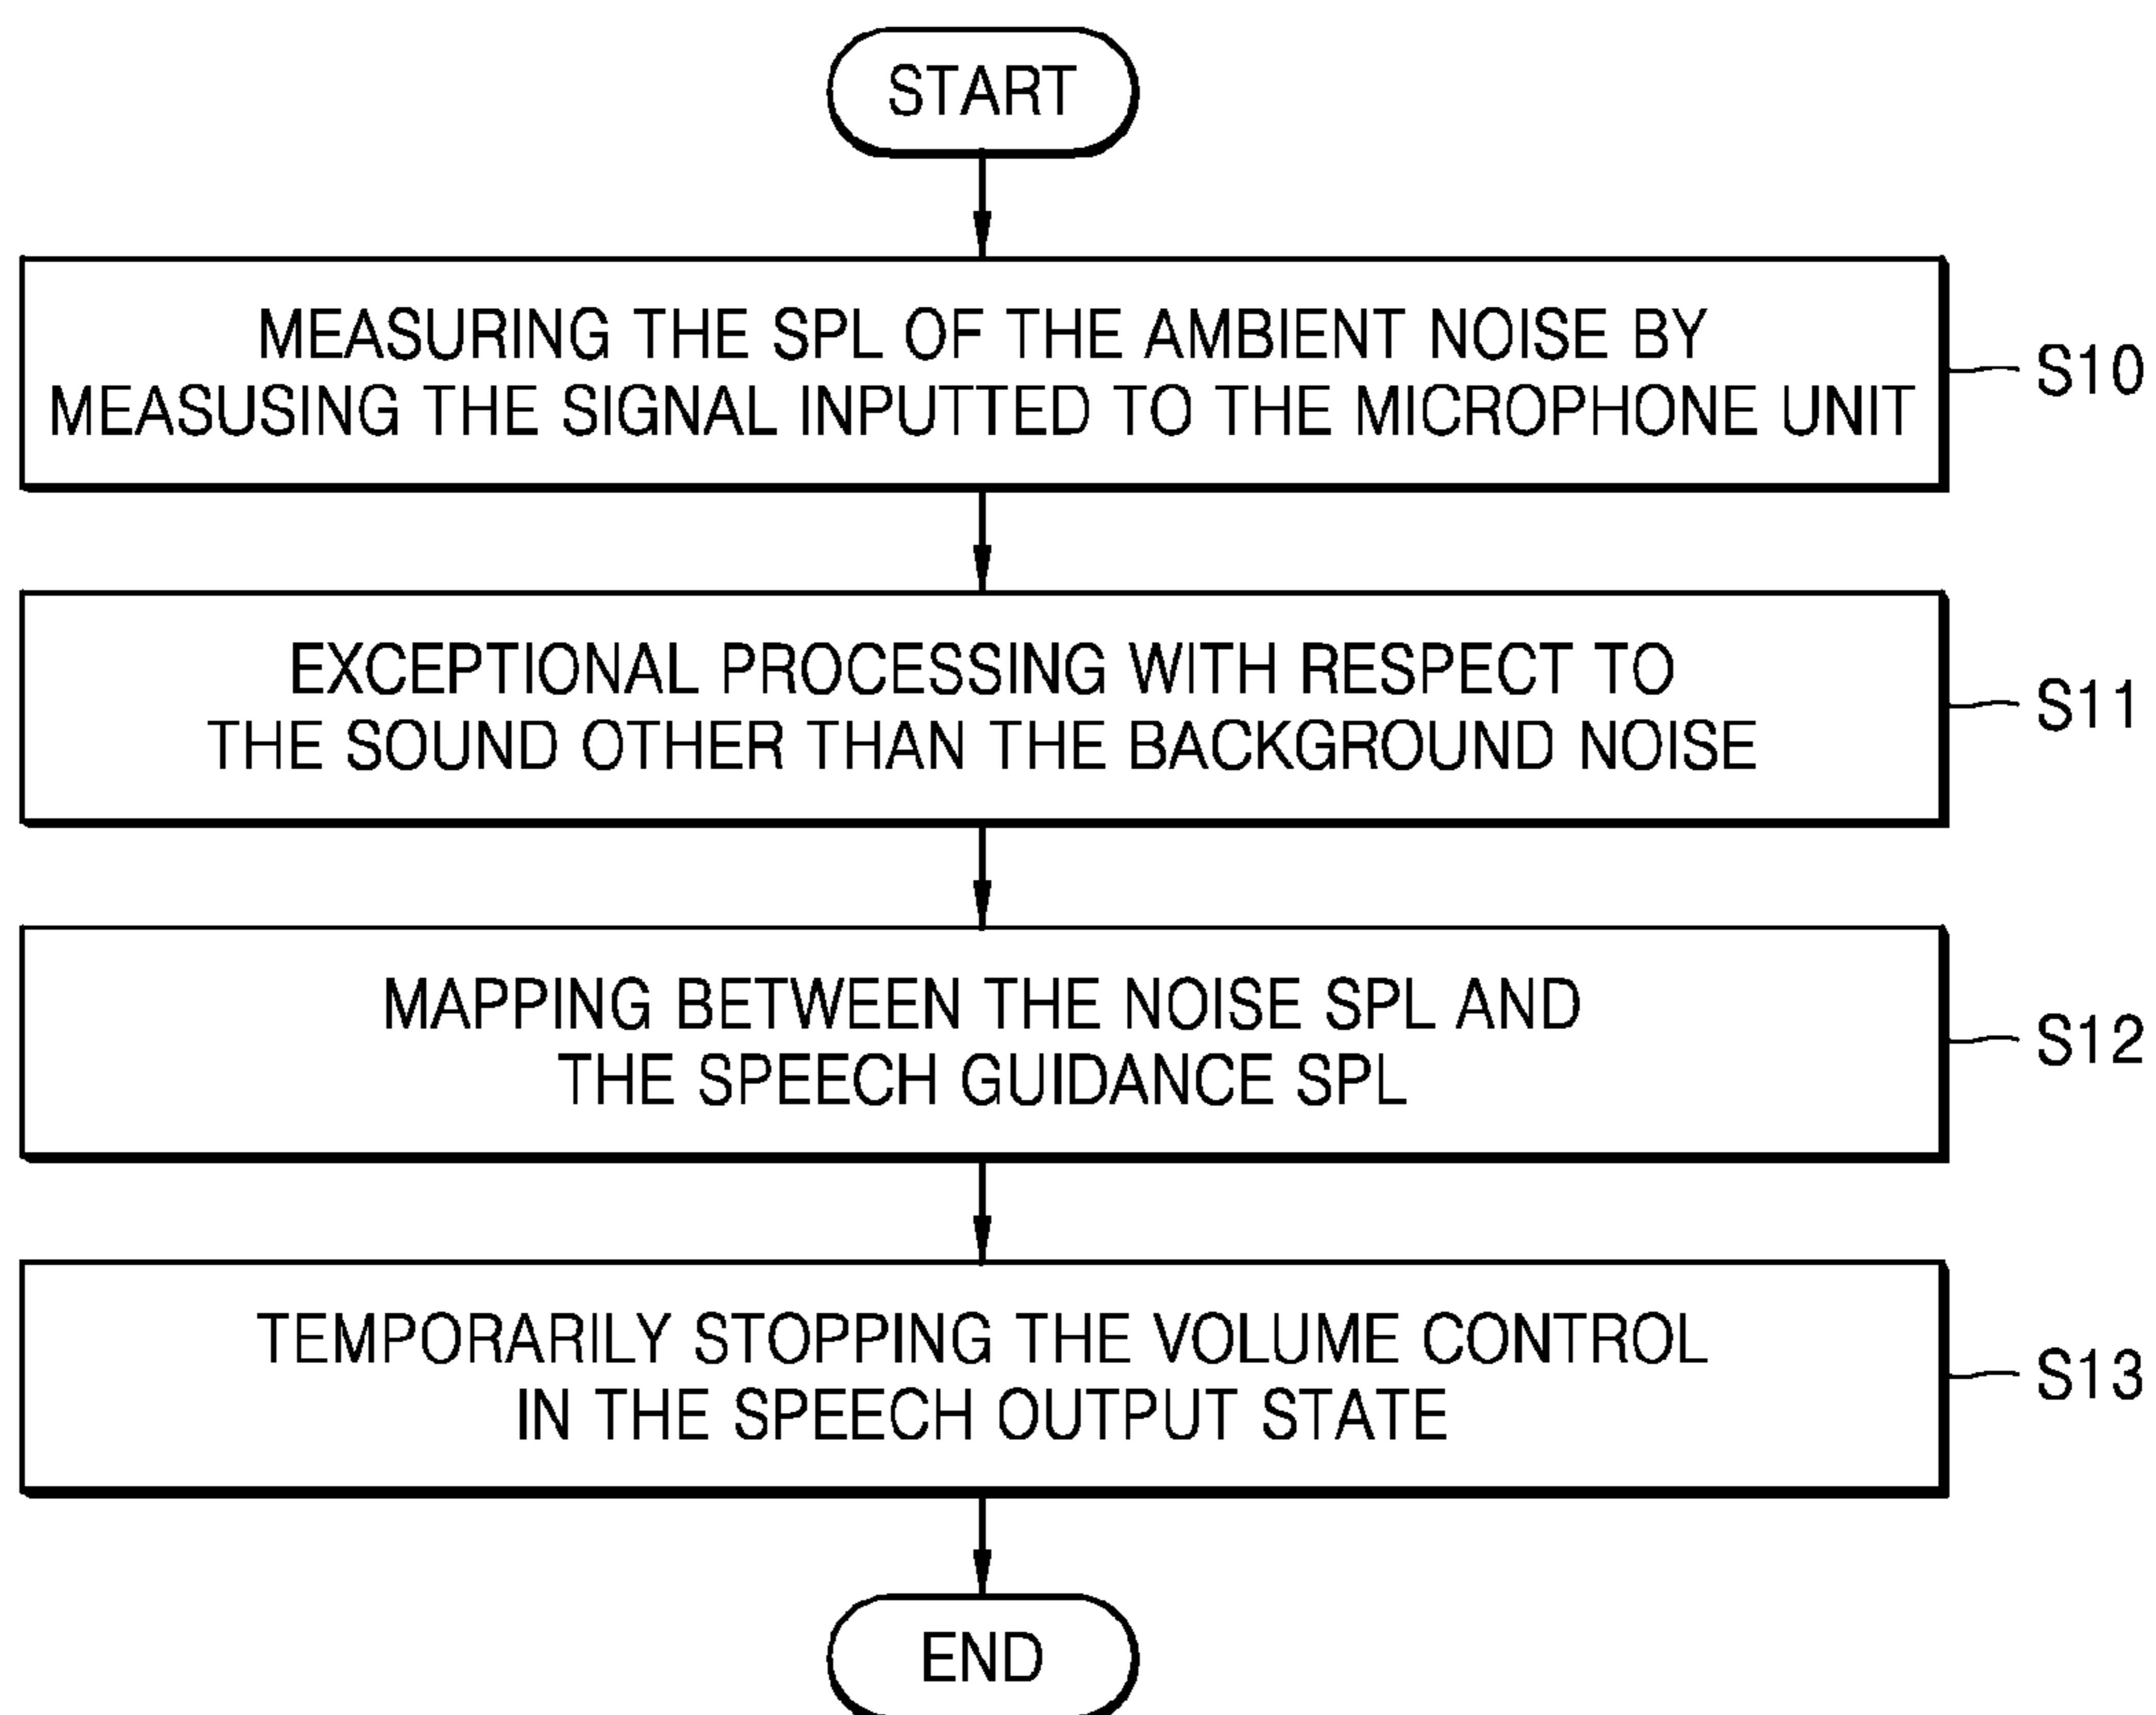 START
MEASURING THE SPL OF THE AMBIENT NOISE BY
MEASUSING THE SIGNAL INPUTTED TO THE MICROPHONE UNIT
S10
EXCEPTIONAL PROCESSING WITH RESPECT TO
THE SOUND OTHER THAN THE BACKGROUND NOISE
S11
MAPPING BETWEEN THE NOISE SPL AND
THE SPEECH GUIDANCE SPL
S12
TEMPORARILY STOPPING THE VOLUME CONTROL
IN THE SPEECH OUTPUT STATE
S13
END